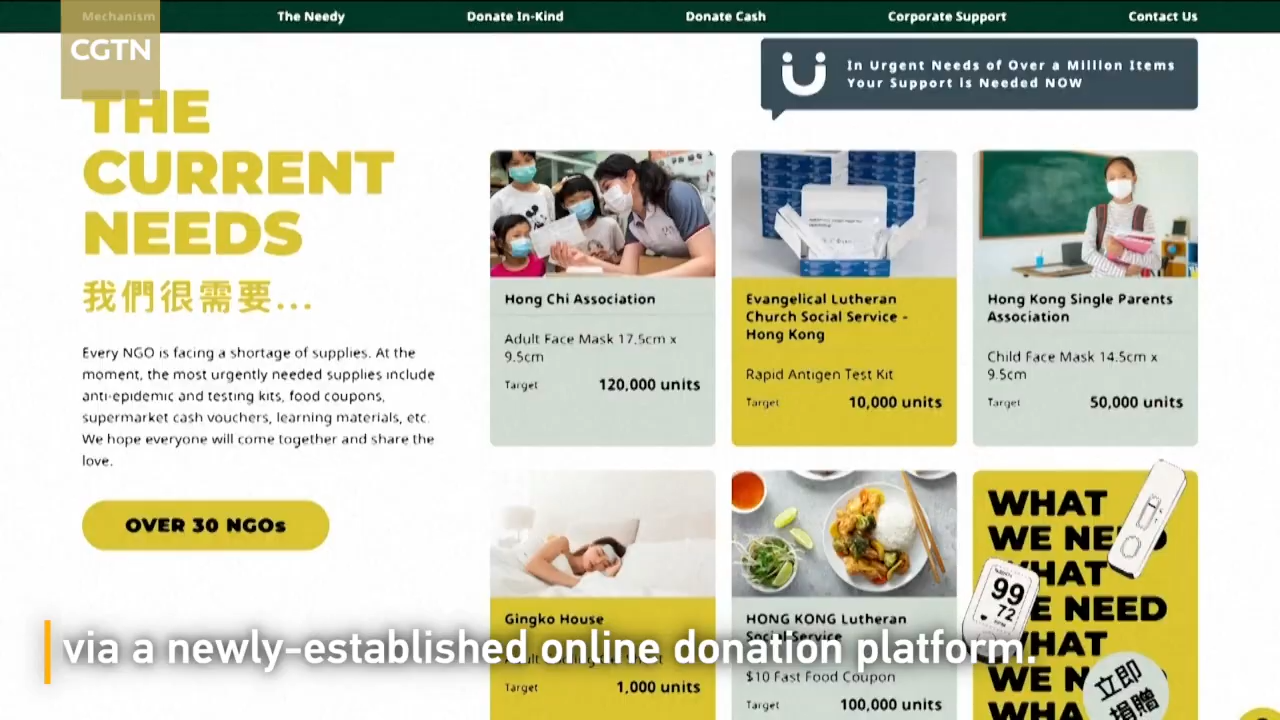 Mechanism
The Needy
Donate In-Kind
Donate Cash
Corporate Support
Contact Us
CGTN
In Urgent Needs of Over a Million Items
Your Support is Needed NOW
THE
CURRENT
NEEDS
我們很需要...
Every NGO is facing a shortage of supplies. At the
moment, the most urgently needed supplies include
anti-epidemic and testing kits, food coupons,
supermarket cash vouchers, learning materials, etc.
We hope everyone will come together and share the
love.
OVER 30 NGOs
Hong Chi Association
Adult Face Mask 17.5cm x
9.5cm
Target 120,000 units
Evangelical Lutheran
Church Social Service -
Hong Kong
Rapid Antigen Test Kit
Target 10,000 units
Hong Kong Single Parents
Association
Child Face Mask 14.5cm x
9.5cm
Target 50,000 units
Gingko House
Adult
Target 1,000 units
HONG KONG Lutheran
Social Service
$10 Fast Food Coupon
Target 100,000 units
WHAT
WE NEED
WHAT
WE NEED
WHAT
WE NEED
WHAT
99
72
立即
捐贈
via a newly-established online donation platform.